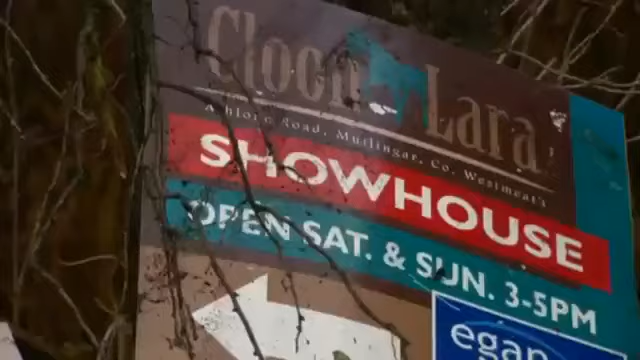 Cloon Lara
Athlone Road, Mullingar, Co. Westmeath
SHOWHOUSE
OPEN SAT. & SUN. 3-5PM
egan